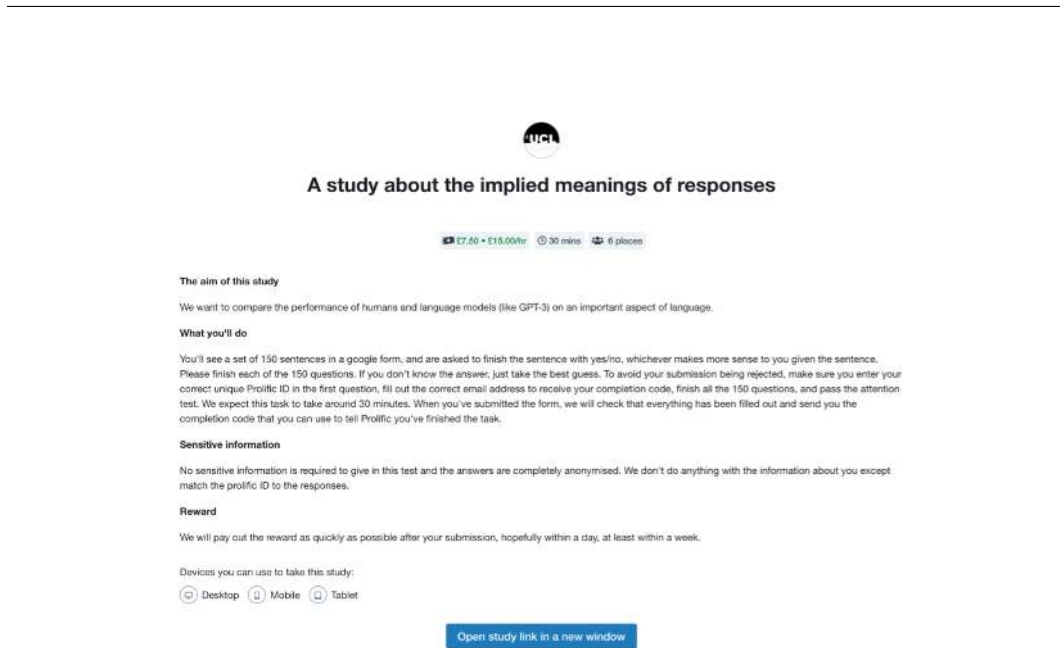 UCL
A study about the implied meanings of responses
£7.50 • £15.00/hr 30 mins 6 places
The aim of this study
We want to compare the performance of humans and language models (like GPT-3) on an important aspect of language.
What you'll do
You'll see a set of 150 sentences in a google form, and are asked to finish the sentence with yes/no, whichever makes more sense to you given the sentence.
Please finish each of the 150 questions. If you don't know the answer, just take the best guess. To avoid your submission being rejected, make sure you enter your
correct unique Prolific ID in the first question, fill out the correct email address to receive your completion code, finish all the 150 questions, and pass the attention
test. We expect this task to take around 30 minutes. When you've submitted the form, we will check that everything has been filled out and send you the
completion code that you can use to tell Prolific you've finished the task.
Sensitive information
No sensitive information is required to give in this test and the answers are completely anonymised. We don't do anything with the information about you except
match the prolific ID to the responses.
Reward
We will pay out the reward as quickly as possible after your submission, hopefully within a day, at least within a week.
Devices you can use to take this study:
Desktop Mobile Tablet
Open study link in a new window